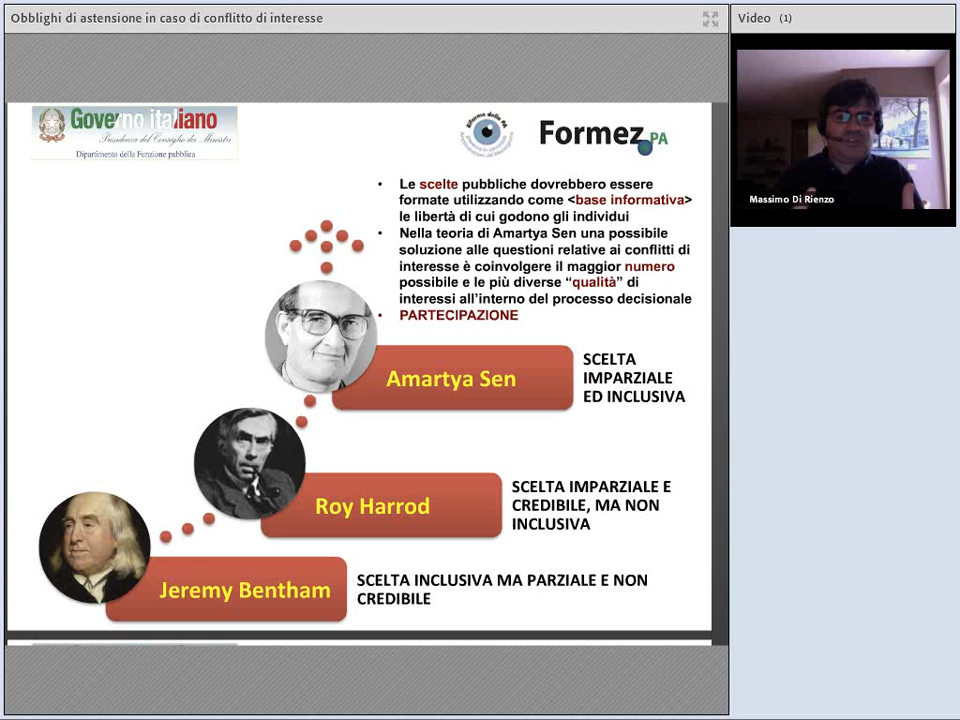 Obblighi di astensione in caso di conflitto di interesse
Video (1)
Massimo Di Rienzo
Governo italiano
Presidenza del Consiglio dei Ministri
Dipartimento della Funzione pubblica
Formez PA
• Le scelte pubbliche dovrebbero essere
formate utilizzando come <base informativa>
le libertà di cui godono gli individui
• Nella teoria di Amartya Sen una possibile
soluzione alle questioni relative ai conflitti di
interesse è coinvolgere il maggior numero
possibile e le più diverse “qualità” di
interessi all’interno del processo decisionale
• PARTECIPAZIONE
Amartya Sen
SCELTA
IMPARZIALE
ED INCLUSIVA
Roy Harrod
SCELTA IMPARZIALE E
CREDIBILE, MA NON
INCLUSIVA
Jeremy Bentham
SCELTA INCLUSIVA MA PARZIALE E NON
CREDIBILE